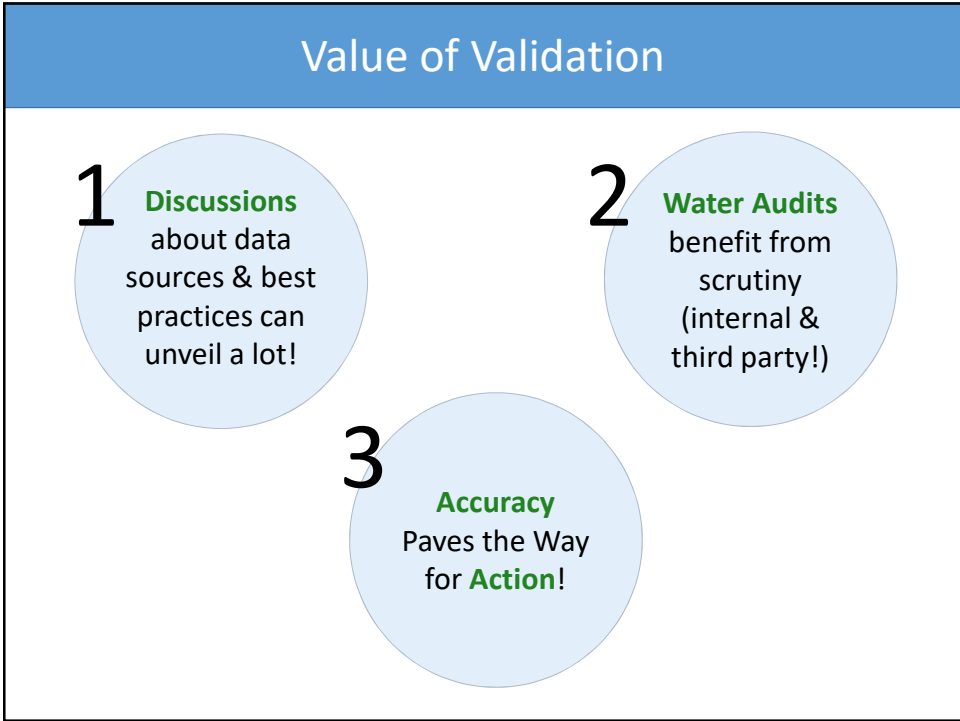 Value of Validation
1
Discussions
about data
sources & best
practices can
unveil a lot!
2
Water Audits
benefit from
scrutiny
(internal &
third party!)
3
Accuracy
Paves the Way
for Action!